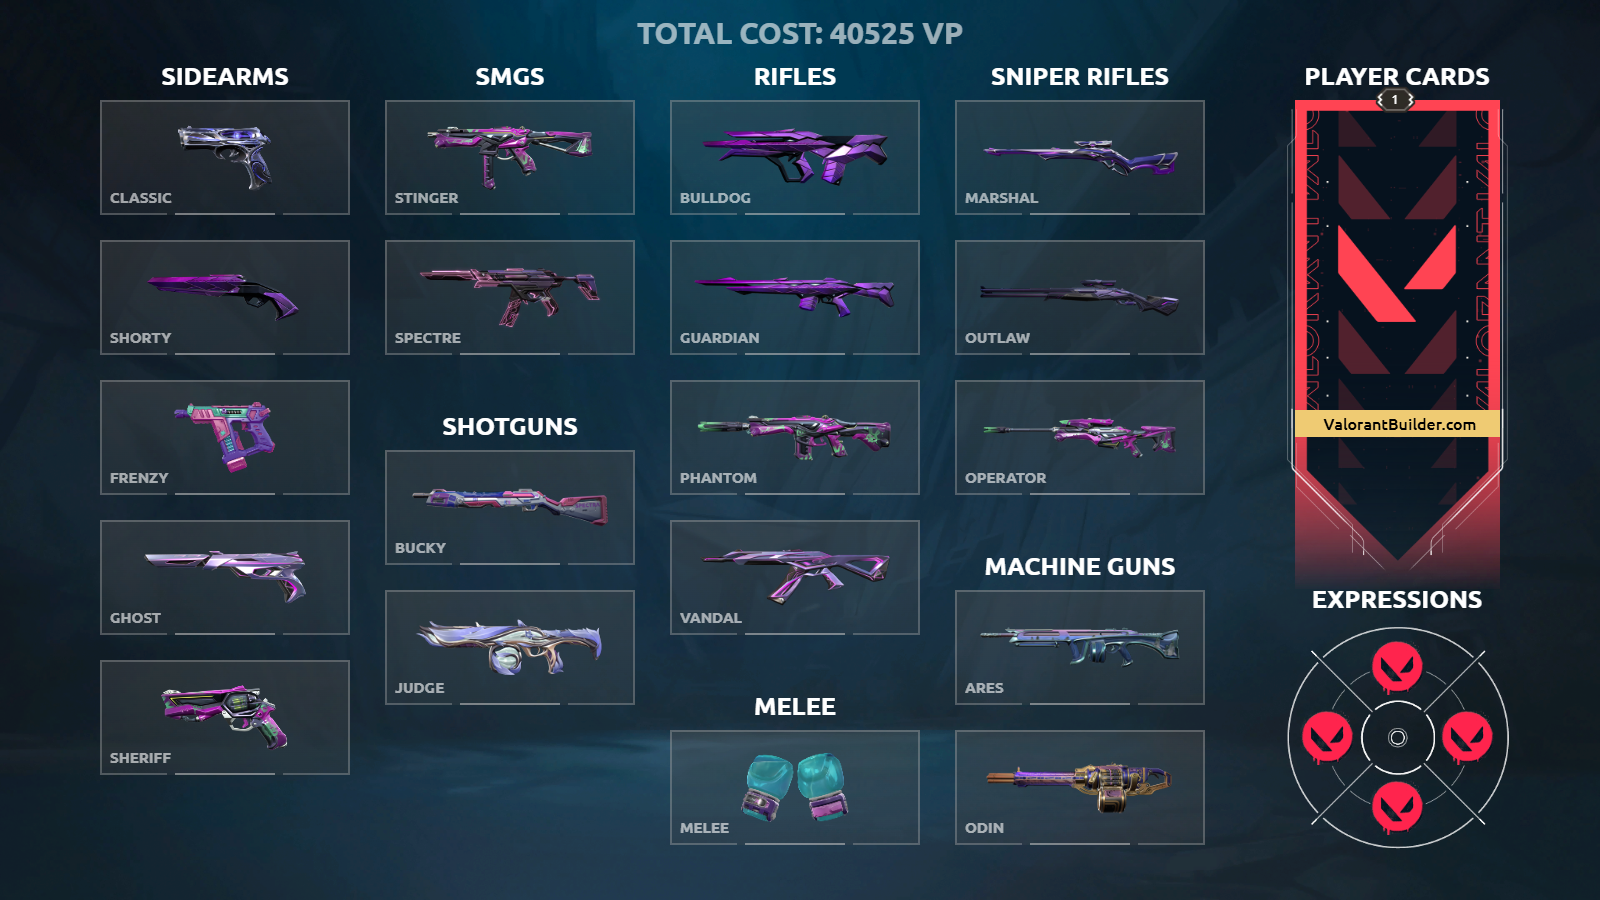 TOTAL COST: 40525 VP
SIDEARMS
CLASSIC
SHORTY
FRENZY
GHOST
SHERIFF
SMGS
STINGER
SPECTRE
SHOTGUNS
BUCKY
JUDGE
RIFLES
BULLDOG
GUARDIAN
PHANTOM
VANDAL
MELEE
MELEE
SNIPER RIFLES
MARSHAL
OUTLAW
OPERATOR
MACHINE GUNS
ARES
ODIN
PLAYER CARDS
1
VALORANT
VALORANT
ValorantBuilder.com
EXPRESSIONS